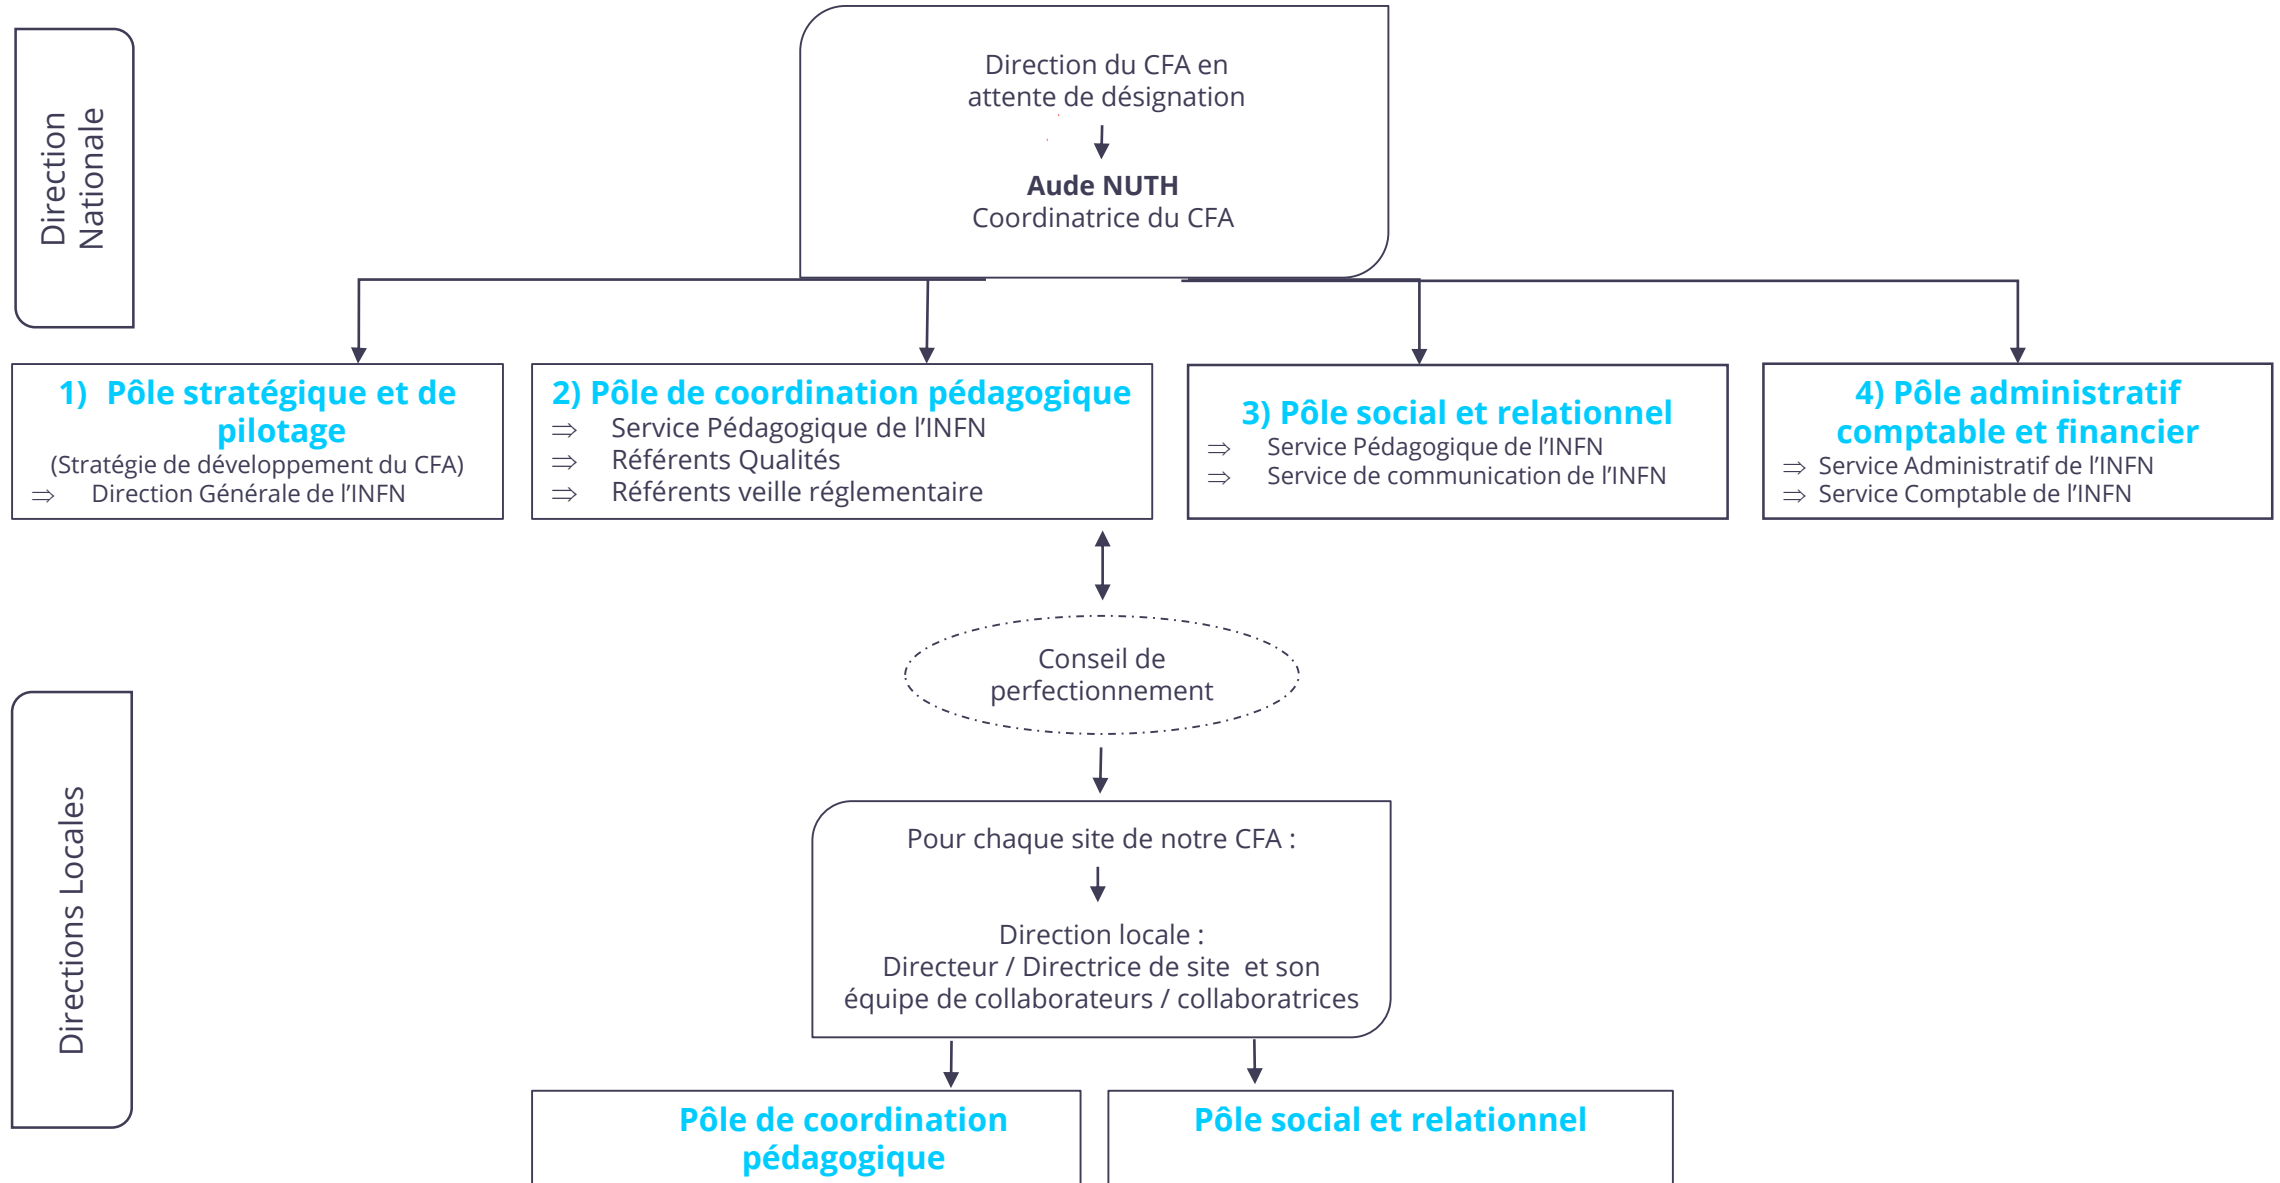 Direction
Nationale
Direction du CFA en
attente de désignation
Aude NUTH
Coordinatrice du CFA
1) Pôle stratégique et de
pilotage
(Stratégie de développement du CFA)
⇒ Direction Générale de l’INFN
2) Pôle de coordination pédagogique
⇒ Service Pédagogique de l’INFN
⇒ Référents Qualités
⇒ Référents veille réglementaire
3) Pôle social et relationnel
⇒ Service Pédagogique de l’INFN
⇒ Service de communication de l’INFN
4) Pôle administratif
comptable et financier
⇒ Service Administratif de l’INFN
⇒ Service Comptable de l’INFN
Conseil de
perfectionnement
Directions Locales
Pour chaque site de notre CFA :
Direction locale :
Directeur / Directrice de site et son
équipe de collaborateurs / collaboratrices
Pôle de coordination
pédagogique
Pôle social et relationnel